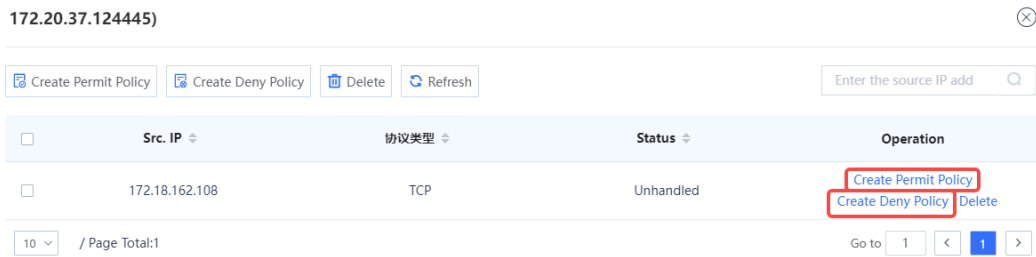 172.20.37.124445)
Create Permit Policy Create Deny Policy Delete Refresh Enter the source IP add
Src. IP 协议类型 Status Operation
172.18.162.108 TCP Unhandled Create Permit Policy
Create Deny Policy Delete
10 / Page Total:1 Go to 1 < 1 >